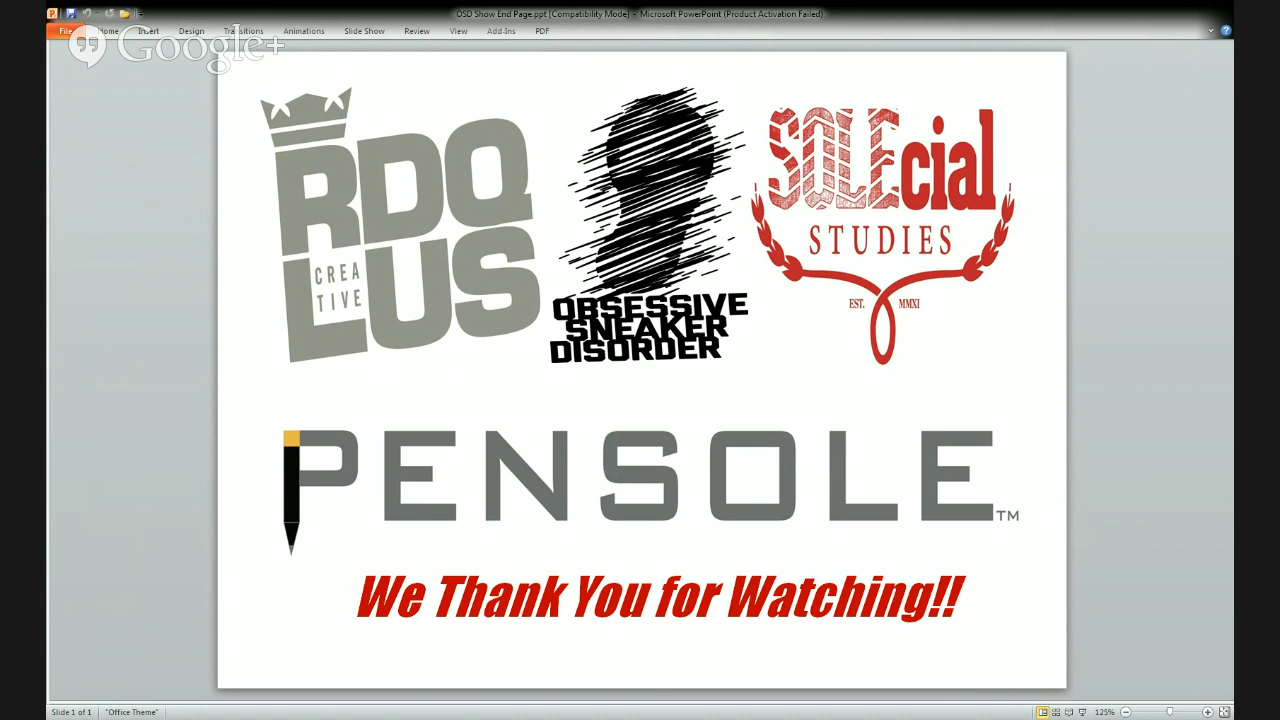 OSD Show End Page.ppt [Compatibility Mode] - Microsoft PowerPoint (Product Activation Failed)
File Home Insert Design Transitions Animations Slide Show Review View Add-Ins PDF
Google+
RDQ
LUS
CREA
TIVE
OBSESSIVE
SNEAKER
DISORDER
SOLEcial
STUDIES
EST. MMXI
PENSOLE™
We Thank You for Watching!!
Slide 1 of 1 "Office Theme" 125%